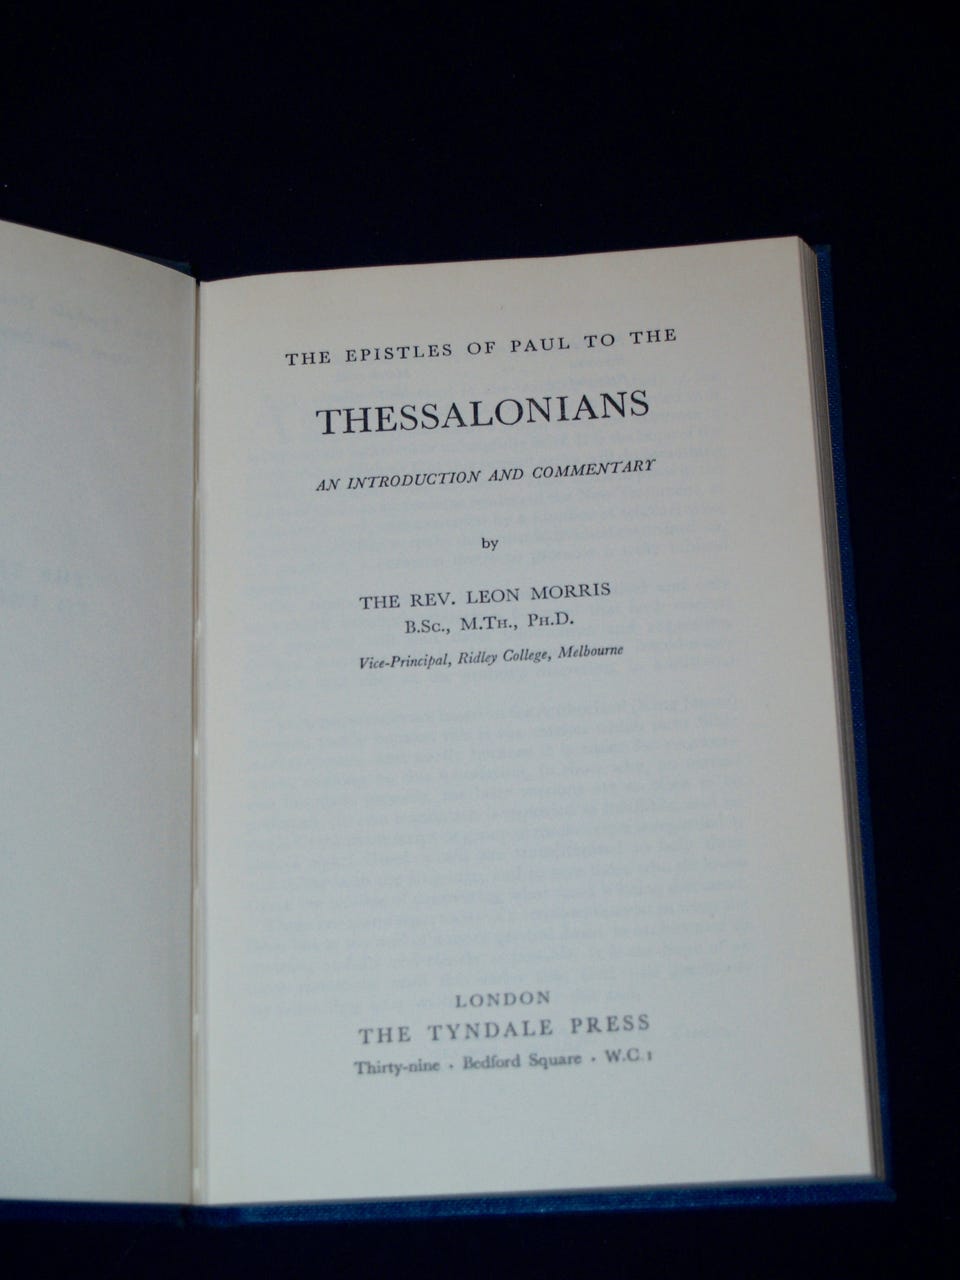 THE EPISTLES OF PAUL TO THE
THESSALONIANS
AN INTRODUCTION AND COMMENTARY
by
THE REV. LEON MORRIS
B.Sc., M.Th., Ph.D.
Vice-Principal, Ridley College, Melbourne
LONDON
THE TYNDALE PRESS
Thirty-nine · Bedford Square · W.C.1